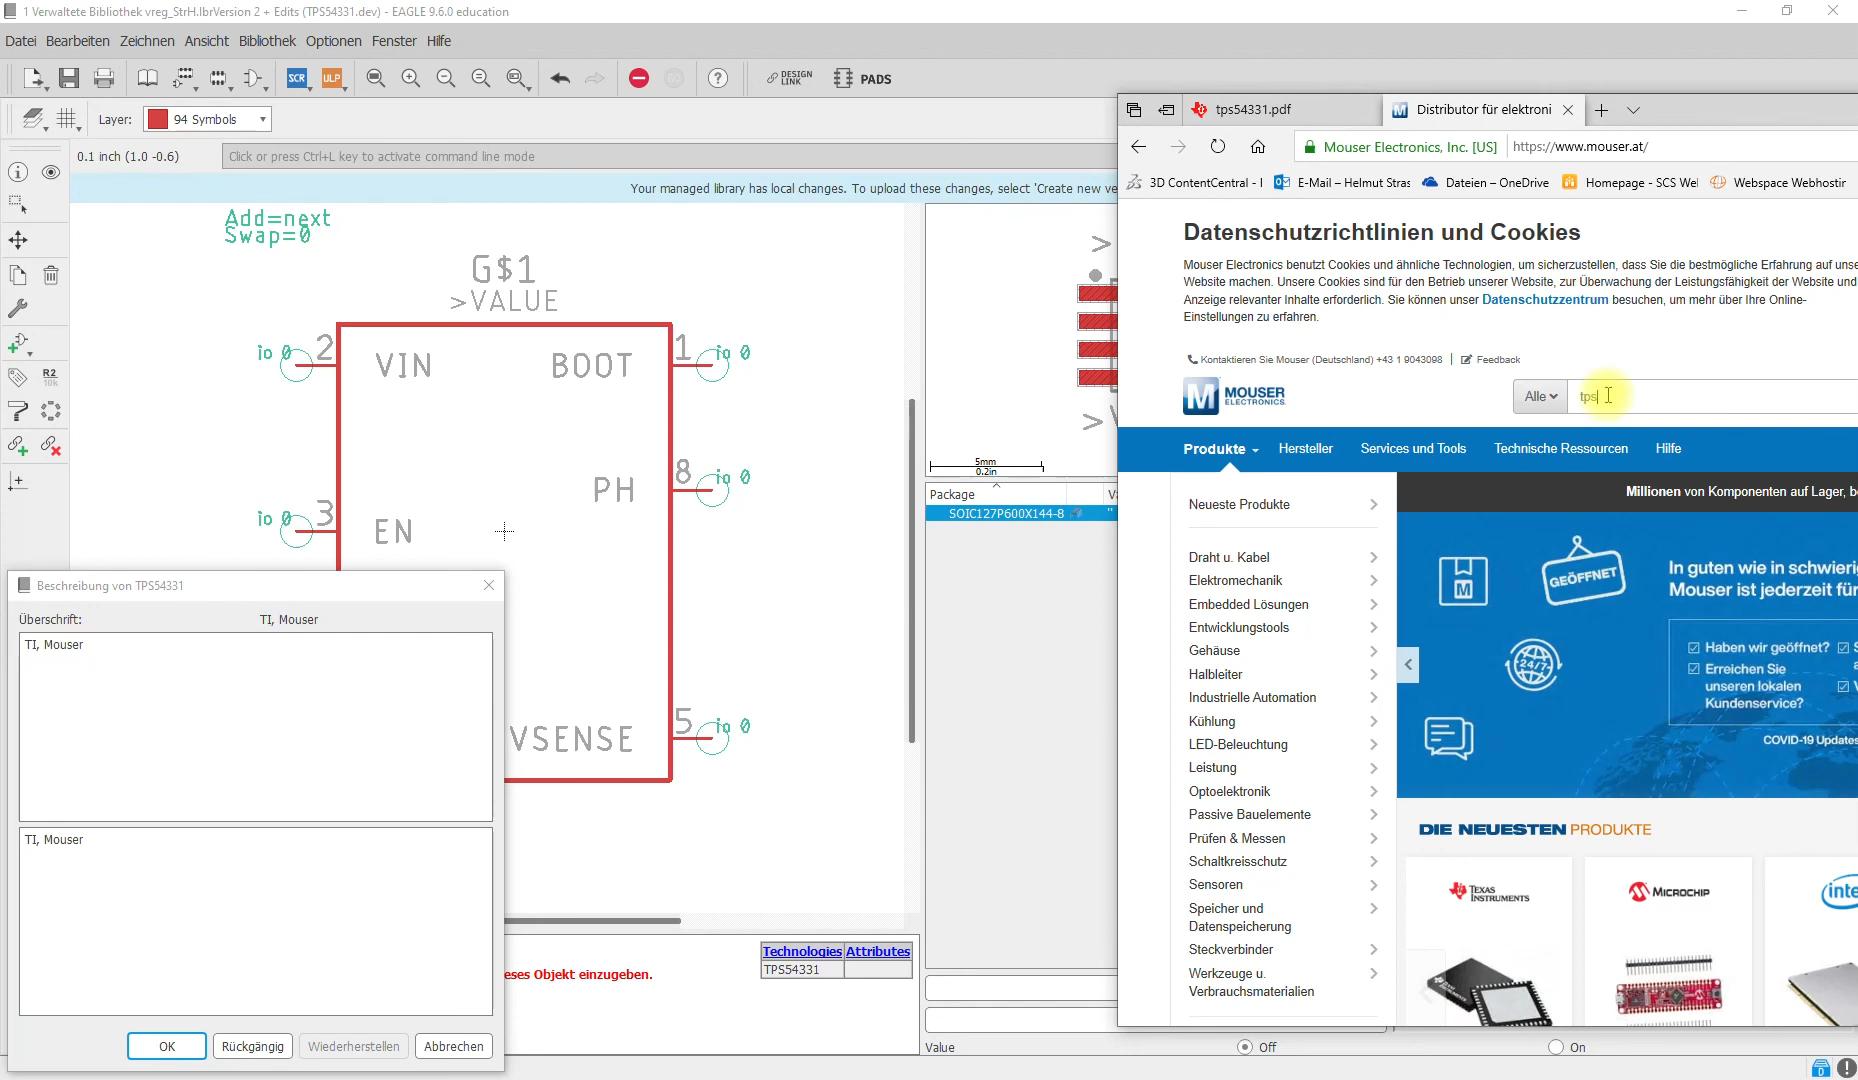 1 Verwaltete Bibliothek vreg_StrH.lbrVersion 2 + Edits (TPS54331.dev) - EAGLE 9.6.0 education
Datei Bearbeiten Zeichnen Ansicht Bibliothek Optionen Fenster Hilfe
SCR ULP DESIGN LINK PADS
Layer: 94 Symbols
0.1 inch (1.0 -0.6) Click or press Ctrl+L key to activate command line mode
Your managed library has local changes. To upload these changes, select 'Create new ve
R2
10k
Add=next
Swap=0
G$1
>VALUE
io 0 2 VIN BOOT 1 io 0
PH 8 io 0
io 0 3 EN
VSENSE 5 io 0
>
>
5mm
0.2in
Package
SOIC127P600X144-8 ''
Beschreibung von TPS54331
Überschrift: TI, Mouser
TI, Mouser
TI, Mouser
OK Rückgängig Wiederherstellen Abbrechen
eses Objekt einzugeben.
Technologies Attributes
TPS54331
Value Off On
tps54331.pdf Distributor für elektroni
Mouser Electronics, Inc. [US] https://www.mouser.at/
3D ContentCentral - E-Mail – Helmut Stras Dateien – OneDrive Homepage - SCS Wel Webspace Webhostir
Datenschutzrichtlinien und Cookies
Mouser Electronics benutzt Cookies und ähnliche Technologien, um sicherzustellen, dass Sie die bestmögliche Erfahrung auf unse
Website machen. Unsere Cookies sind für den Betrieb unserer Website, zur Überwachung der Leistungsfähigkeit der Website und
Anzeige relevanter Inhalte erforderlich. Sie können unser Datenschutzzentrum besuchen, um mehr über Ihre Online-
Einstellungen zu erfahren.
Kontaktieren Sie Mouser (Deutschland) +43 1 9043098 | Feedback
M MOUSER ELECTRONICS
Alle tps
Produkte Hersteller Services und Tools Technische Ressourcen Hilfe
Neueste Produkte
Draht u. Kabel
Elektromechanik
Embedded Lösungen
Entwicklungstools
Gehäuse
Halbleiter
Industrielle Automation
Kühlung
LED-Beleuchtung
Leistung
Optoelektronik
Passive Bauelemente
Prüfen & Messen
Schaltkreisschutz
Sensoren
Speicher und
Datenspeicherung
Steckverbinder
Werkzeuge u.
Verbrauchsmaterialien
Millionen von Komponenten auf Lager, b
M
GEÖFFNET
24/7
In guten wie in schwierig
Mouser ist jederzeit für
Haben wir geöffnet?
Erreichen Sie
unseren lokalen
Kundenservice?
COVID-19 Updates
DIE NEUESTEN PRODUKTE
TEXAS INSTRUMENTS
MICROCHIP
inte